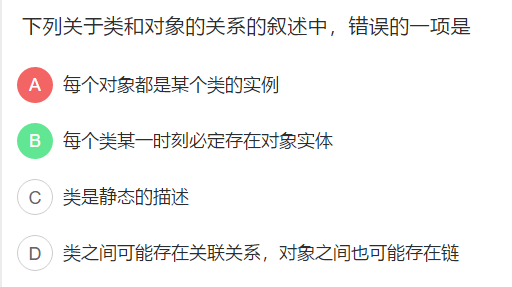 下列关于类和对象的关系的叙述中，错误的一项是
A 每个对象都是某个类的实例
B 每个类某一时刻必定存在对象实体
C 类是静态的描述
D 类之间可能存在关联关系，对象之间也可能存在链